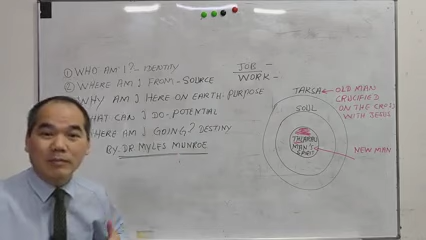 ① WHO AM I? - IDENTITY
② WHERE AM I FROM - SOURCE
WHY AM I HERE ON EARTH - PURPOSE
WHAT CAN I DO - POTENTIAL
WHERE AM I GOING? DESTINY
BY. DR. MYLES MUNROE
JOB -
WORK -
OLD MAN
CRUCIFIED
ON THE CROSS
WITH JESUS
SOUL
MAN'S
SPIRIT
NEW MAN